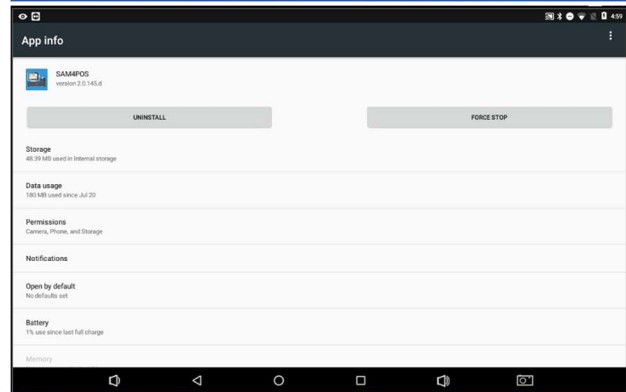 4:59
App info
SAM4POS
version 2.0.145.d
UNINSTALL
FORCE STOP
Storage
48.39 MB used in Internal storage
Data usage
180 MB used since Jul 20
Permissions
Camera, Phone, and Storage
Notifications
Open by default
No defaults set
Battery
1% use since last full charge
Memory